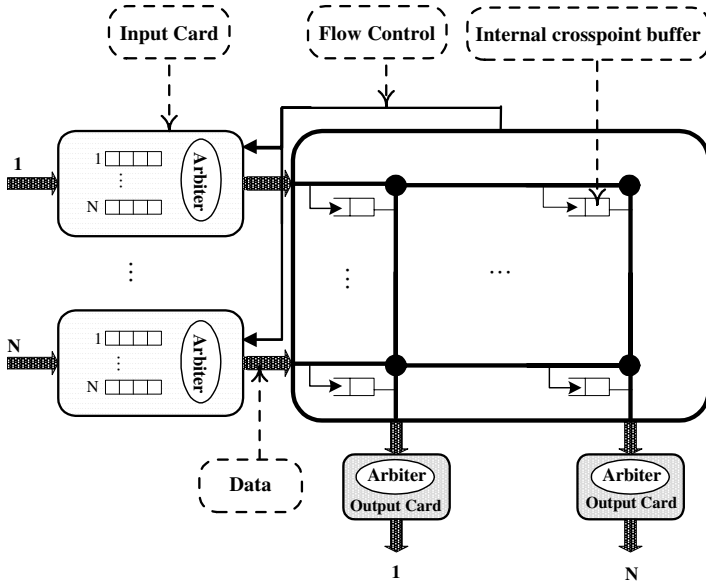 Input Card
Flow Control
Internal crosspoint buffer
1
1
...
N
Arbiter
...
...
...
N
1
...
N
Arbiter
Data
Arbiter
Output Card
Arbiter
Output Card
1
N